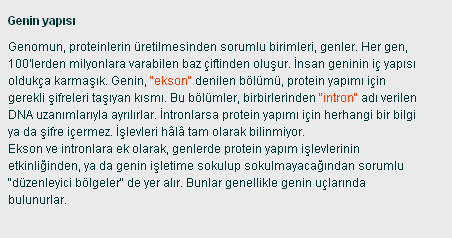 Genin yapısı
Genomun, proteinlerin üretilmesinden sorumlu birimleri, genler. Her gen,
100'lerden milyonlara varabilen baz çiftinden oluşur. İnsan geninin iç yapısı
oldukça karmaşık. Genin, "ekson" denilen bölümü, protein yapımı için
gerekli şifreleri taşıyan kısmı. Bu bölümler, birbirlerinden "intron" adı verilen
DNA uzanımlarıyla ayrılırlar. İntronlarsa protein yapımı için herhangi bir bilgi
ya da şifre içermez. İşlevleri hâlâ tam olarak bilinmiyor.
Ekson ve intronlara ek olarak, genlerde protein yapım işlevlerinin
etkinliğinden, ya da genin işletime sokulup sokulmayacağından sorumlu
"düzenleyici bölgeler" de yer alır. Bunlar genellikle genin uçlarında
bulunurlar.